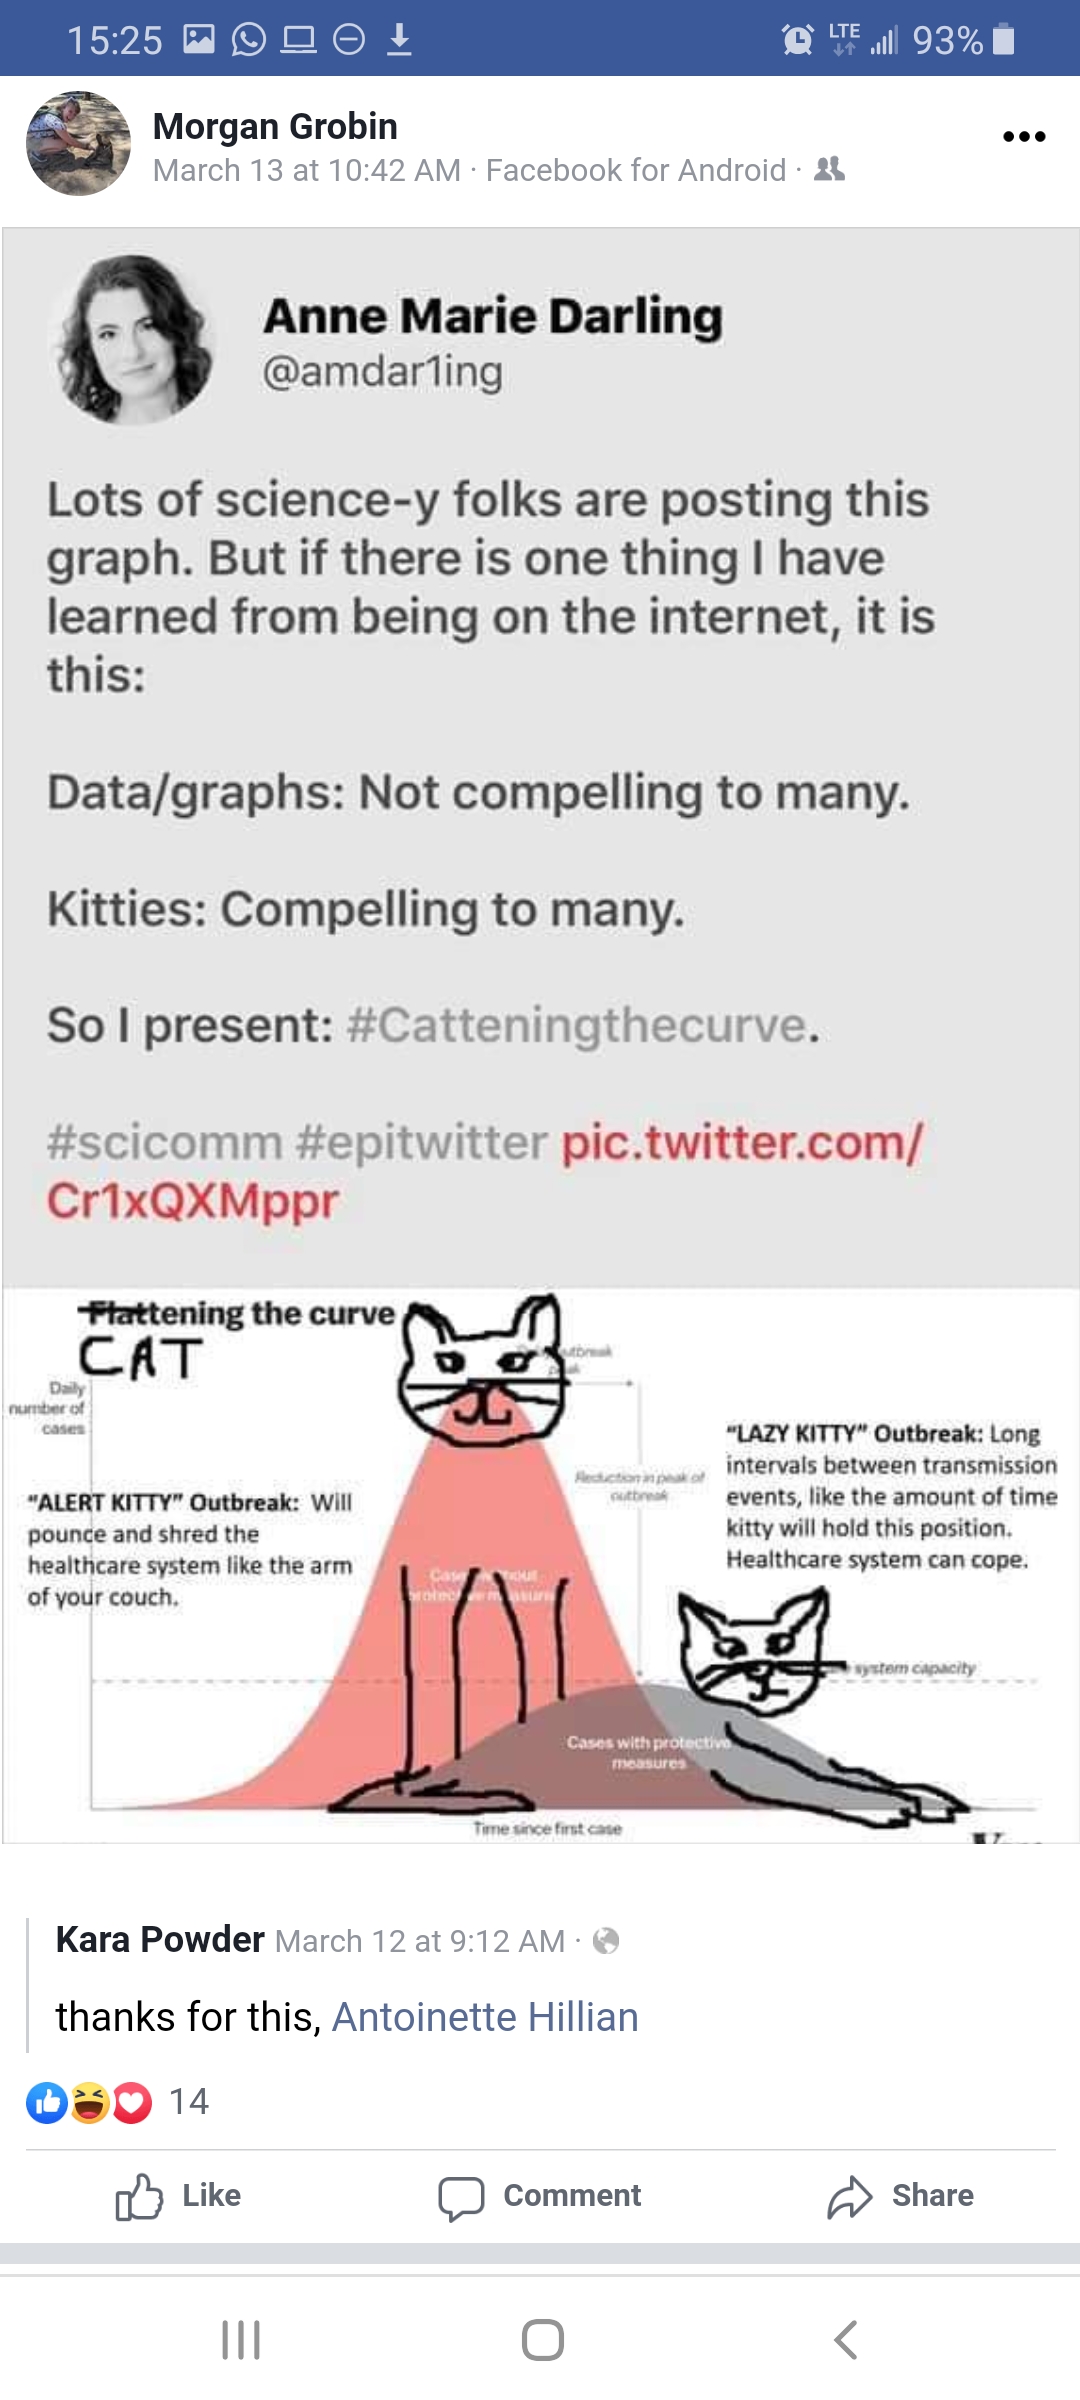 15:25
LTE
93%
Morgan Grobin
March 13 at 10:42 AM · Facebook for Android ·
Anne Marie Darling
@amdar1ing
Lots of science-y folks are posting this
graph. But if there is one thing I have
learned from being on the internet, it is
this:
Data/graphs: Not compelling to many.
Kitties: Compelling to many.
So I present: #Catteningthecurve.
#scicomm #epitwitter pic.twitter.com/
Cr1xQXMppr
Flattening the curve
CAT
outbreak
Daily
number of
cases
"LAZY KITTY" Outbreak: Long
intervals between transmission
events, like the amount of time
kitty will hold this position.
Healthcare system can cope.
Reduction in peak of
outbreak
"ALERT KITTY" Outbreak: Will
pounce and shred the
healthcare system like the arm
of your couch.
system capacity
Cases with protective
measures
Time since first case
Kara Powder March 12 at 9:12 AM ·
thanks for this, Antoinette Hillian
14
Like
Comment
Share